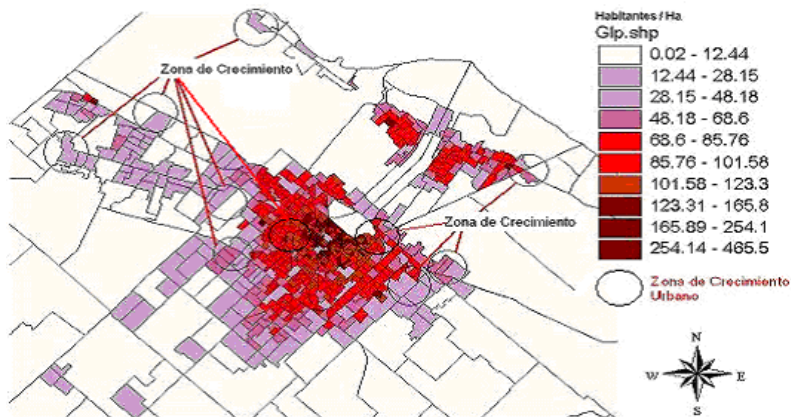 Habitantes / Ha
Glp.shp
0.02 - 12.44
12.44 - 28.15
28.15 - 48.18
48.18 - 68.6
68.6 - 85.76
85.76 - 101.58
101.58 - 123.3
123.31 - 165.8
165.89 - 254.1
254.14 - 465.5
Zona de Crecimiento
Urbano
Zona de Crecimiento
Zona de Crecimiento
N
W E
S